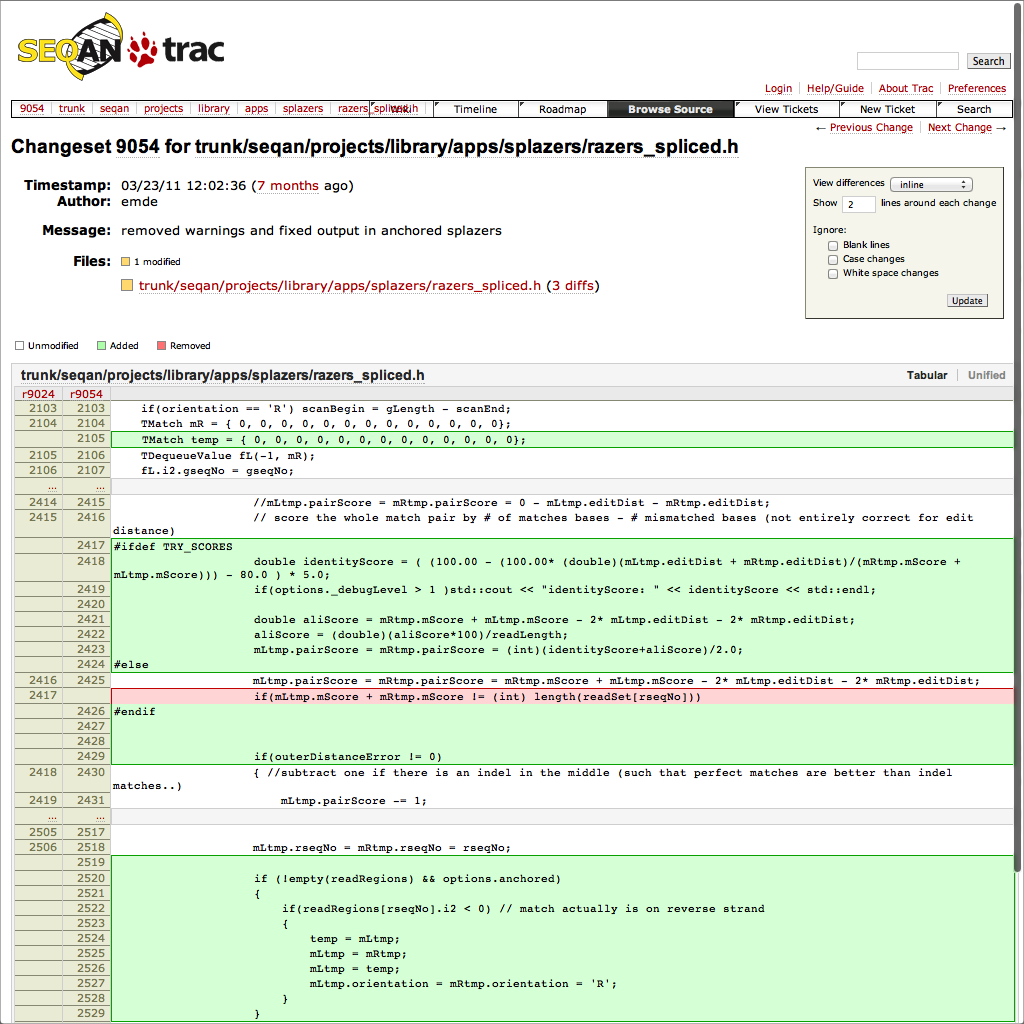 SEQAN trac
Search
Login Help/Guide About Trac Preferences
9054 trunk seqan projects library apps splazers razers_spliced.h Wiki Timeline Roadmap Browse Source View Tickets New Ticket Search
← Previous Change Next Change →
Changeset 9054 for trunk/seqan/projects/library/apps/splazers/razers_spliced.h
Timestamp: 03/23/11 12:02:36 (7 months ago)
Author: emde
Message: removed warnings and fixed output in anchored splazers
Files: 1 modified
trunk/seqan/projects/library/apps/splazers/razers_spliced.h (3 diffs)
View differences inline
Show 2 lines around each change
Ignore:
Blank lines
Case changes
White space changes
Update
Unmodified Added Removed
trunk/seqan/projects/library/apps/splazers/razers_spliced.h Tabular Unified
r9024 r9054
2103 2103 if(orientation == 'R') scanBegin = gLength - scanEnd;
2104 2104 TMatch mR = { 0, 0, 0, 0, 0, 0, 0, 0, 0, 0, 0, 0, 0};
2105 TMatch temp = { 0, 0, 0, 0, 0, 0, 0, 0, 0, 0, 0, 0, 0};
2105 2106 TDequeueValue fL(-1, mR);
2106 2107 fL.i2.gseqNo = gseqNo;
… …
2414 2415 //mLtmp.pairScore = mRtmp.pairScore = 0 - mLtmp.editDist - mRtmp.editDist;
2415 2416 // score the whole match pair by # of matches bases - # mismatched bases (not entirely correct for edit
distance)
2417 #ifdef TRY_SCORES
2418 double identityScore = ( (100.00 - (100.00* (double)(mLtmp.editDist + mRtmp.editDist)/(mRtmp.mScore +
mLtmp.mScore))) - 80.0 ) * 5.0;
2419 if(options._debugLevel > 1 )std::cout << "identityScore: " << identityScore << std::endl;
2420
2421 double aliScore = mRtmp.mScore + mLtmp.mScore - 2* mLtmp.editDist - 2* mRtmp.editDist;
2422 aliScore = (double)(aliScore*100)/readLength;
2423 mLtmp.pairScore = mRtmp.pairScore = (int)(identityScore+aliScore)/2.0;
2424 #else
2416 2425 mLtmp.pairScore = mRtmp.pairScore = mRtmp.mScore + mLtmp.mScore - 2* mLtmp.editDist - 2* mRtmp.editDist;
2417 if(mLtmp.mScore + mRtmp.mScore != (int) length(readSet[rseqNo]))
2426 #endif
2427
2428
2429 if(outerDistanceError != 0)
2418 2430 { //subtract one if there is an indel in the middle (such that perfect matches are better than indel
matches..)
2419 2431 mLtmp.pairScore -= 1;
… …
2505 2517
2506 2518 mLtmp.rseqNo = mRtmp.rseqNo = rseqNo;
2519
2520 if (!empty(readRegions) && options.anchored)
2521 {
2522 if(readRegions[rseqNo].i2 < 0) // match actually is on reverse strand
2523 {
2524 temp = mLtmp;
2525 mLtmp = mRtmp;
2526 mLtmp = temp;
2527 mLtmp.orientation = mRtmp.orientation = 'R';
2528 }
2529 }